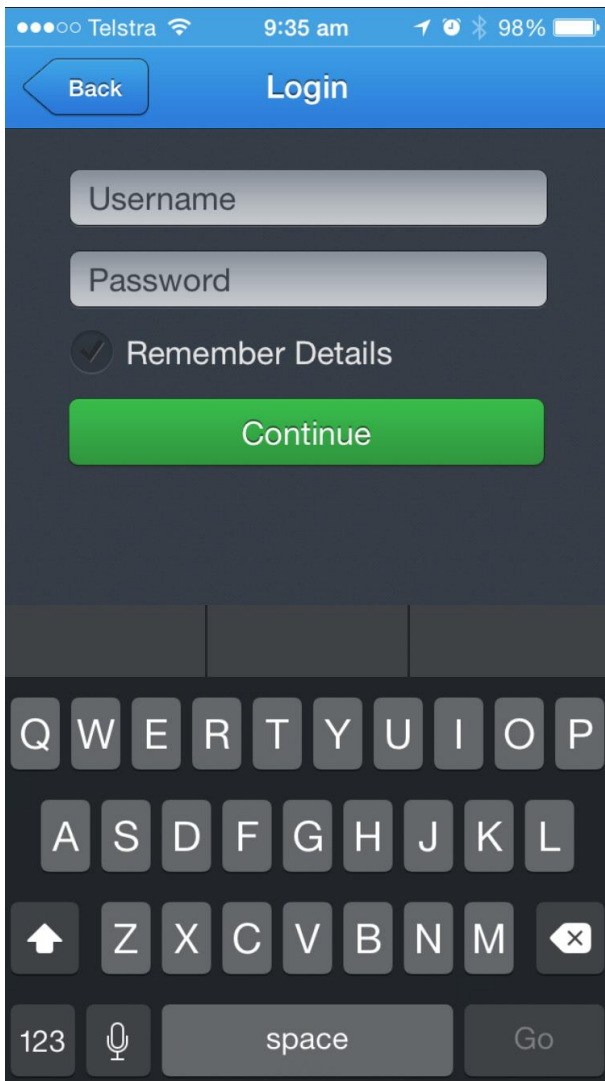 Telstra 9:35 am 98%
Back Login
Username
Password
Remember Details
Continue
Q W E R T Y U I O P
A S D F G H J K L
Z X C V B N M
123 space Go